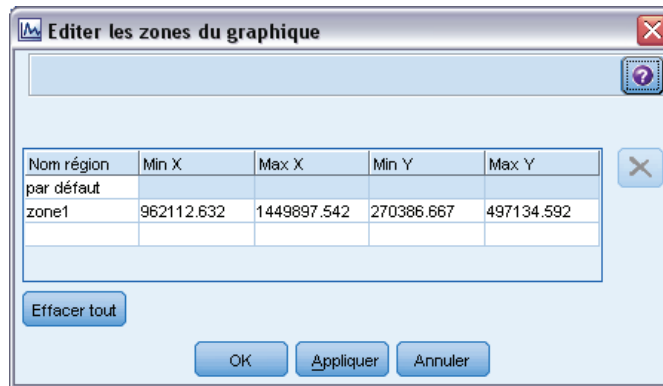 Editer les zones du graphique
?
Nom région Min X Max X Min Y Max Y
par défaut
zone1 962112.632 1449897.542 270386.667 497134.592
Effacer tout
OK Appliquer Annuler